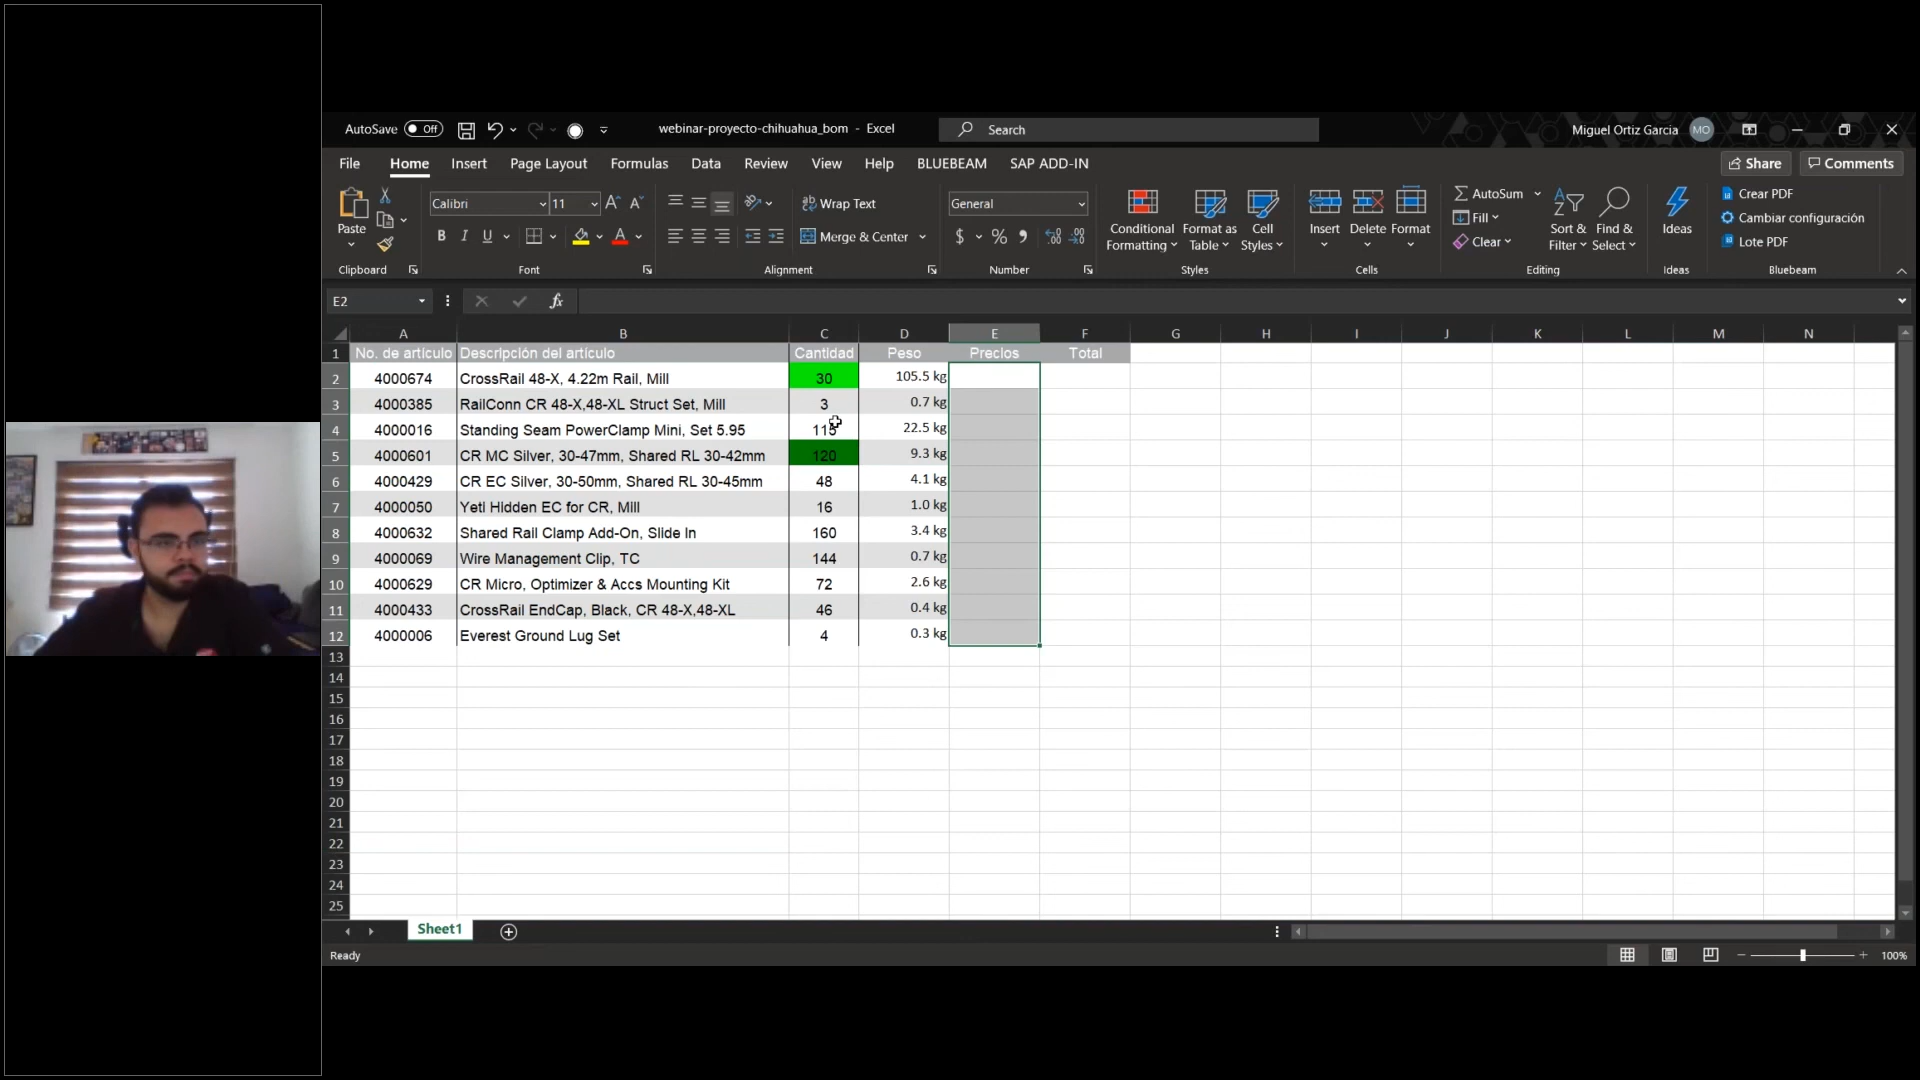 AutoSave Off webinar-proyecto-chihuahua_bom - Excel Search Miguel Ortiz Garcia MO
File Home Insert Page Layout Formulas Data Review View Help BLUEBEAM SAP ADD-IN Share Comments
Paste
Clipboard
Calibri 11
B I U A
Font
Wrap Text
Merge & Center
Alignment
General
$ % ,
Number
Conditional Formatting
Format as Table
Cell Styles
Styles
Insert Delete Format
Cells
AutoSum
Fill
Clear
Sort & Filter
Find & Select
Editing
Ideas
Ideas
Crear PDF
Cambiar configuración
Lote PDF
Bluebeam
E2 fx
A B C D E F G H I J K L M N
1 No. de artículo Descripción del artículo Cantidad Peso Precios Total
2 4000674 CrossRail 48-X, 4.22m Rail, Mill 30 105.5 kg
3 4000385 RailConn CR 48-X,48-XL Struct Set, Mill 3 0.7 kg
4 4000016 Standing Seam PowerClamp Mini, Set 5.95 115 22.5 kg
5 4000601 CR MC Silver, 30-47mm, Shared RL 30-42mm 120 9.3 kg
6 4000429 CR EC Silver, 30-50mm, Shared RL 30-45mm 48 4.1 kg
7 4000050 Yeti Hidden EC for CR, Mill 16 1.0 kg
8 4000632 Shared Rail Clamp Add-On, Slide In 160 3.4 kg
9 4000069 Wire Management Clip, TC 144 0.7 kg
10 4000629 CR Micro, Optimizer & Accs Mounting Kit 72 2.6 kg
11 4000433 CrossRail EndCap, Black, CR 48-X,48-XL 46 0.4 kg
12 4000006 Everest Ground Lug Set 4 0.3 kg
13
14
15
16
17
18
19
20
21
22
23
24
25
Sheet1
Ready 100%